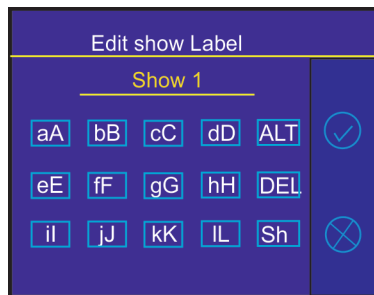 Edit show Label
Show 1
aA bB cC dD ALT
eE fF gG hH DEL
iI jJ kK lL Sh